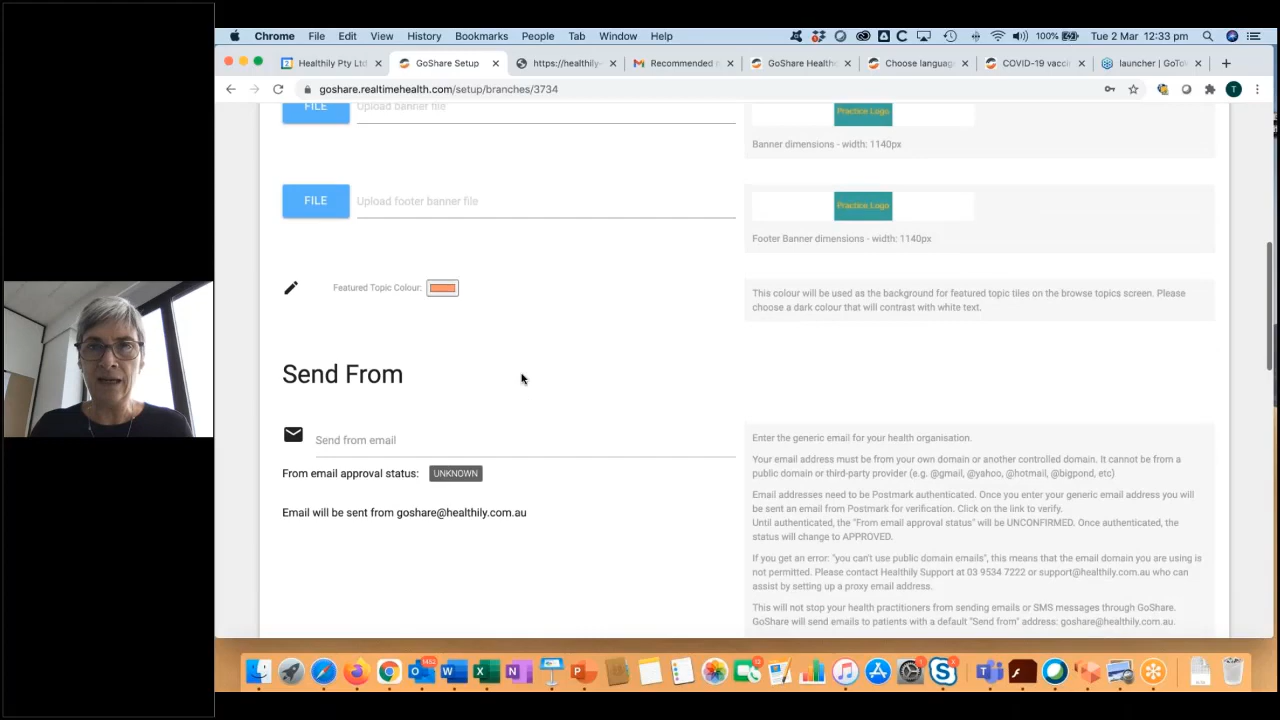 Chrome File Edit View History Bookmarks People Tab Window Help 100% Tue 2 Mar 12:33 pm
Healthily Pty Ltd GoShare Setup https://healthily- Recommended GoShare Health Choose languag COVID-19 vacci launcher | GoTo
goshare.realtimehealth.com/setup/branches/3734
FILE Upload banner file
Practice Logo
Banner dimensions - width: 1140px
FILE Upload footer banner file
Practice Logo
Footer Banner dimensions - width: 1140px
Featured Topic Colour:
This colour will be used as the background for featured topic tiles on the browse topics screen. Please
choose a dark colour that will contrast with white text.
Send From
Send from email
From email approval status: UNKNOWN
Email will be sent from goshare@healthily.com.au
Enter the generic email for your health organisation.
Your email address must be from your own domain or another controlled domain. It cannot be from a
public domain or third-party provider (e.g. @gmail, @yahoo, @hotmail, @bigpond, etc)
Email addresses need to be Postmark authenticated. Once you enter your generic email address you will
be sent an email from Postmark for verification. Click on the link to verify.
Until authenticated, the "From email approval status" will be UNCONFIRMED. Once authenticated, the
status will change to APPROVED.
If you get an error: "you can't use public domain emails", this means that the email domain you are using is
not permitted. Please contact Healthily Support at 03 9534 7222 or support@healthily.com.au who can
assist by setting up a proxy email address.
This will not stop your health practitioners from sending emails or SMS messages through GoShare.
GoShare will send emails to patients with a default "Send from" address: goshare@healthily.com.au.